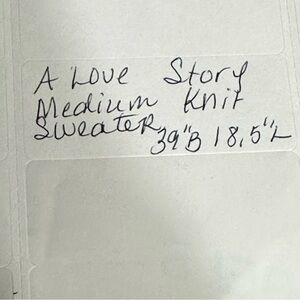 A Love Story
Medium Knit
Sweater
39"B 18,5"L